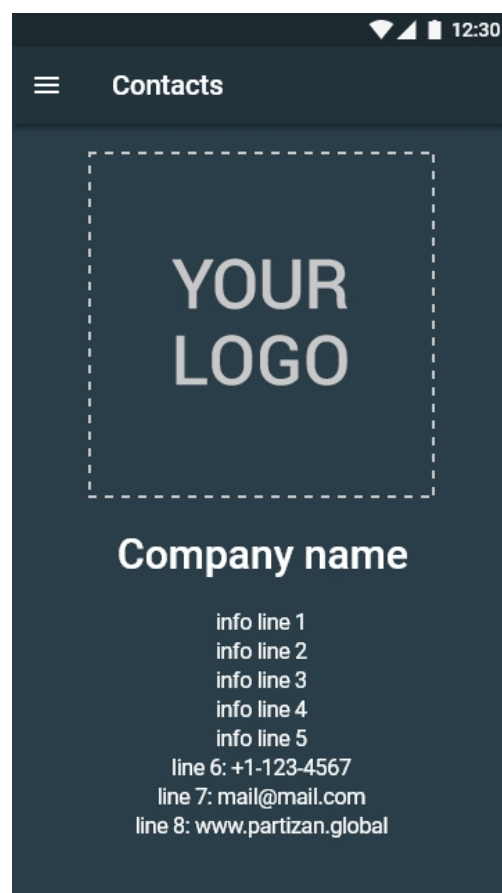 12:30
Contacts
YOUR
LOGO
Company name
info line 1
info line 2
info line 3
info line 4
info line 5
line 6: +1-123-4567
line 7: mail@mail.com
line 8: www.partizan.global